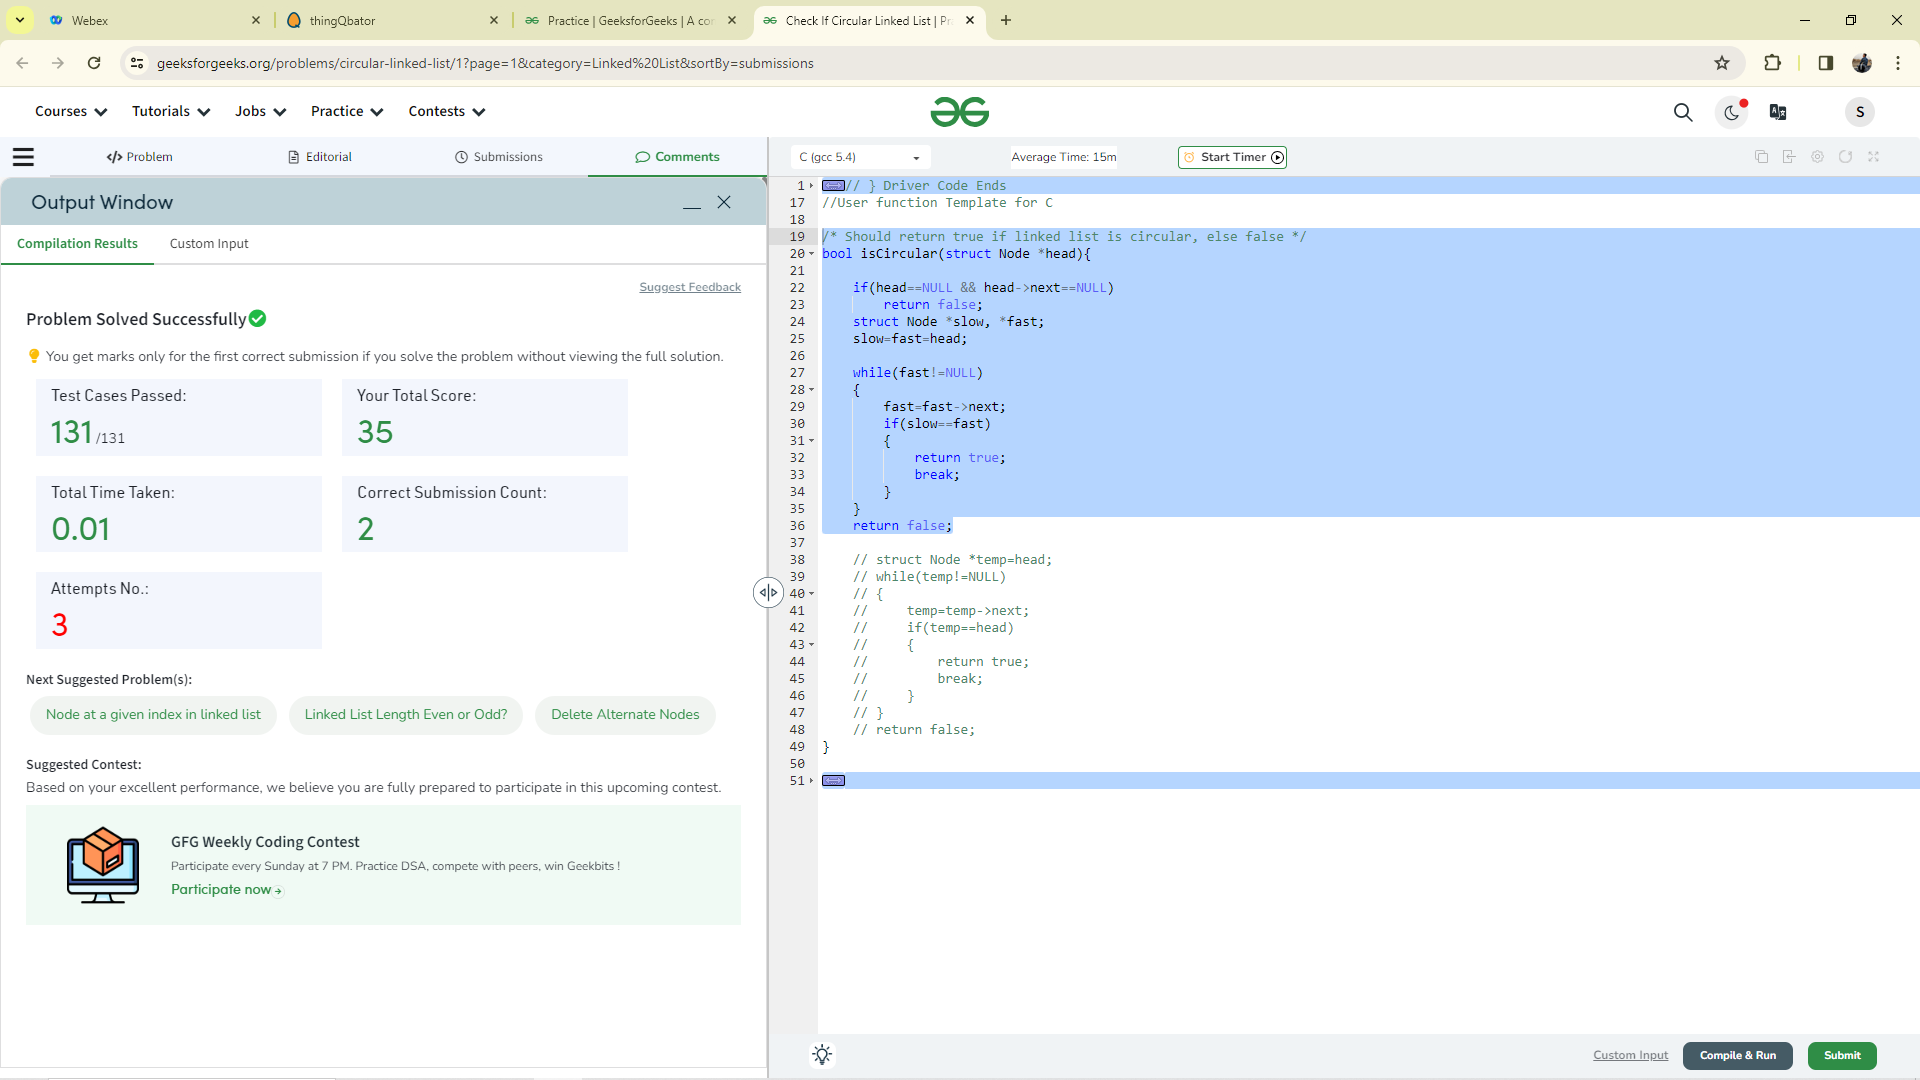 Webex
thingQbator
Practice | GeeksforGeeks | A co
Check If Circular Linked List | Pr
geeksforgeeks.org/problems/circular-linked-list/1?page=1&category=Linked%20List&sortBy=submissions
Courses
Tutorials
Jobs
Practice
Contests
S
</> Problem
Editorial
Submissions
Comments
C (gcc 5.4)
Average Time: 15m
Start Timer
Output Window
Compilation Results
Custom Input
Suggest Feedback
Problem Solved Successfully
You get marks only for the first correct submission if you solve the problem without viewing the full solution.
Test Cases Passed:
131 /131
Your Total Score:
35
Total Time Taken:
0.01
Correct Submission Count:
2
Attempts No.:
3
Next Suggested Problem(s):
Node at a given index in linked list
Linked List Length Even or Odd?
Delete Alternate Nodes
Suggested Contest:
Based on your excellent performance, we believe you are fully prepared to participate in this upcoming contest.
GFG Weekly Coding Contest
Participate every Sunday at 7 PM. Practice DSA, compete with peers, win Geekbits !
Participate now
1 // } Driver Code Ends
17 //User function Template for C
18
19 /* Should return true if linked list is circular, else false */
20 bool isCircular(struct Node *head){
21
22     if(head==NULL && head->next==NULL)
23         return false;
24     struct Node *slow, *fast;
25     slow=fast=head;
26
27     while(fast!=NULL)
28     {
29         fast=fast->next;
30         if(slow==fast)
31         {
32             return true;
33             break;
34         }
35     }
36     return false;
37
38     // struct Node *temp=head;
39     // while(temp!=NULL)
40     // {
41     //     temp=temp->next;
42     //     if(temp==head)
43     //     {
44     //         return true;
45     //         break;
46     //     }
47     // }
48     // return false;
49 }
50
51
Custom Input
Compile & Run
Submit